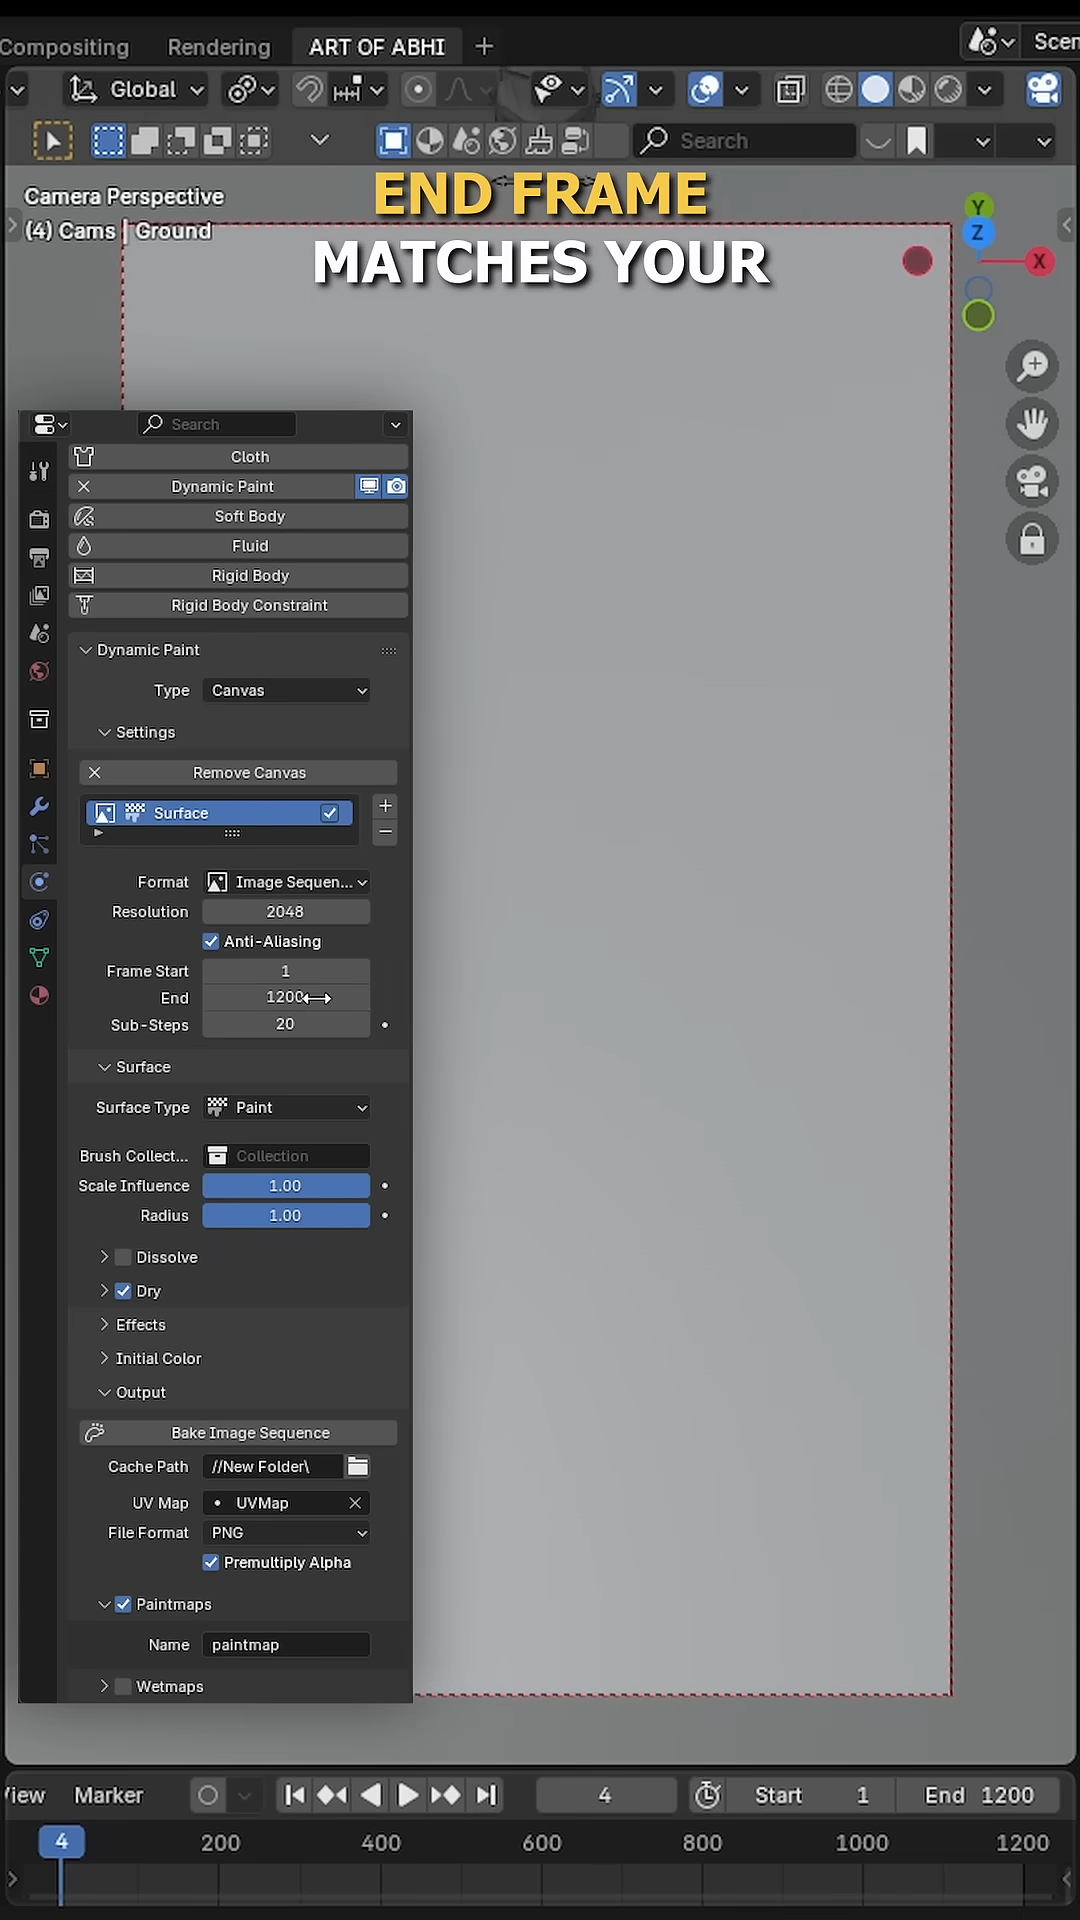 Compositing
Rendering
ART OF ABHI
Scen
Global
Search
END FRAME
MATCHES YOUR
Camera Perspective
(4) Cams | Ground
Y
Z
X
Search
Cloth
Dynamic Paint
Soft Body
Fluid
Rigid Body
Rigid Body Constraint
Dynamic Paint
Type Canvas
Settings
Remove Canvas
Surface
Format Image Sequen...
Resolution 2048
Anti-Aliasing
Frame Start 1
End 1200
Sub-Steps 20
Surface
Surface Type Paint
Brush Collect... Collection
Scale Influence 1.00
Radius 1.00
Dissolve
Dry
Effects
Initial Color
Output
Bake Image Sequence
Cache Path //New Folder\
UV Map UVMap
File Format PNG
Premultiply Alpha
Paintmaps
Name paintmap
Wetmaps
View Marker 4 Start 1 End 1200
4 200 400 600 800 1000 1200